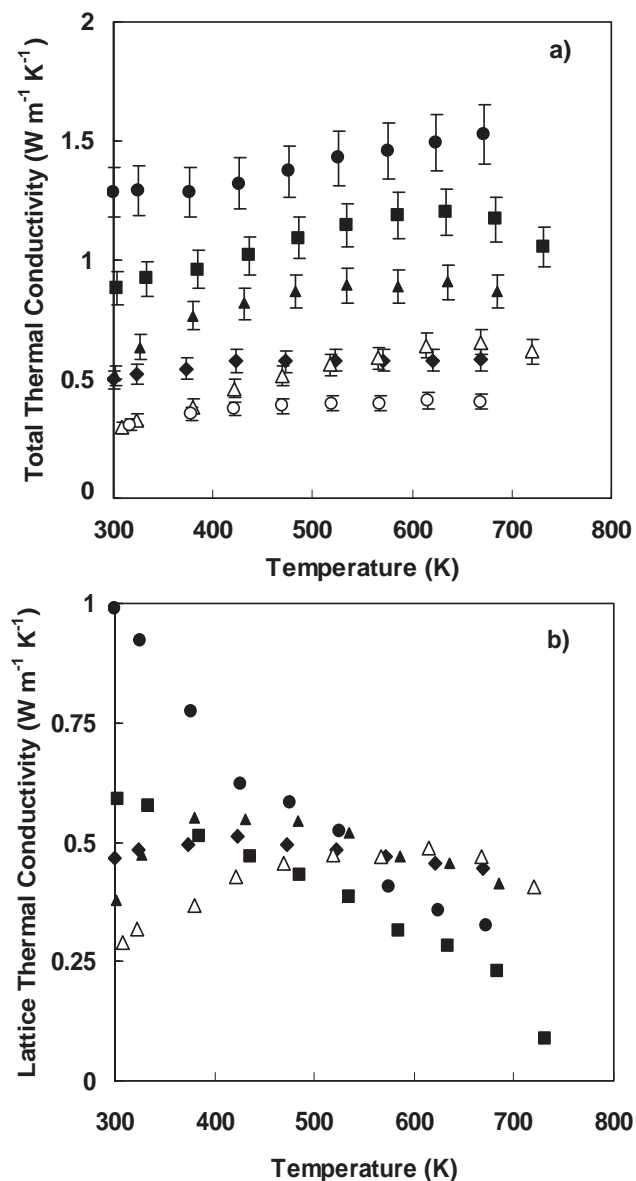 a)
Total Thermal Conductivity (W m⁻¹ K⁻¹)
2
1.5
1
0.5
0
300 400 500 600 700 800
Temperature (K)
b)
Lattice Thermal Conductivity (W m⁻¹ K⁻¹)
1
0.75
0.5
0.25
0
300 400 500 600 700 800
Temperature (K)